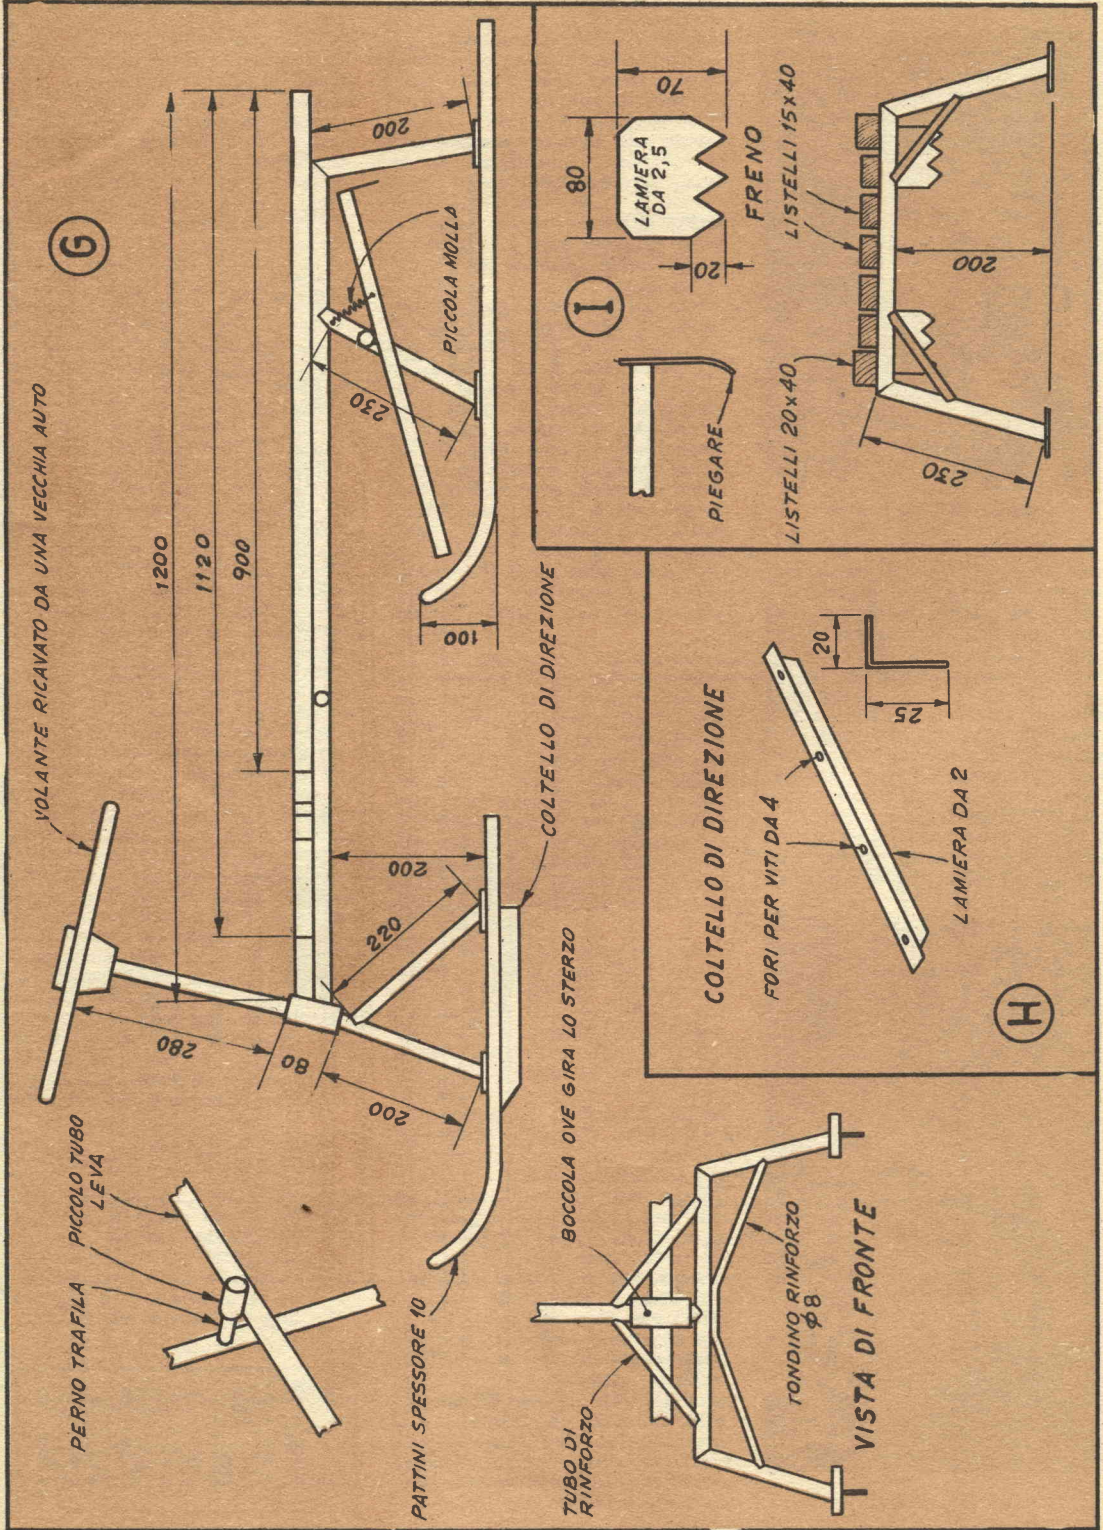 G
VOLANTE RICAVATO DA UNA VECCHIA AUTO
1200
1120
900
200
230
PICCOLA MOLLA
100
COLTELLO DI DIREZIONE
200
220
280
80
200
PERNO TRAFILA
PICCOLO TUBO
LEVA
PATTINI SPESSORE 10
BOCCOLA OVE GIRA LO STERZO
TUBO DI
RINFORZO
TONDINO RINFORZO
Φ8
VISTA DI FRONTE
H
COLTELLO DI DIREZIONE
FORI PER VITI DA 4
LAMIERA DA 2
20
25
I
80
70
LAMIERA
DA 2,5
20
FRENO
PIEGARE
LISTELLI 15x40
LISTELLI 20x40
200
230